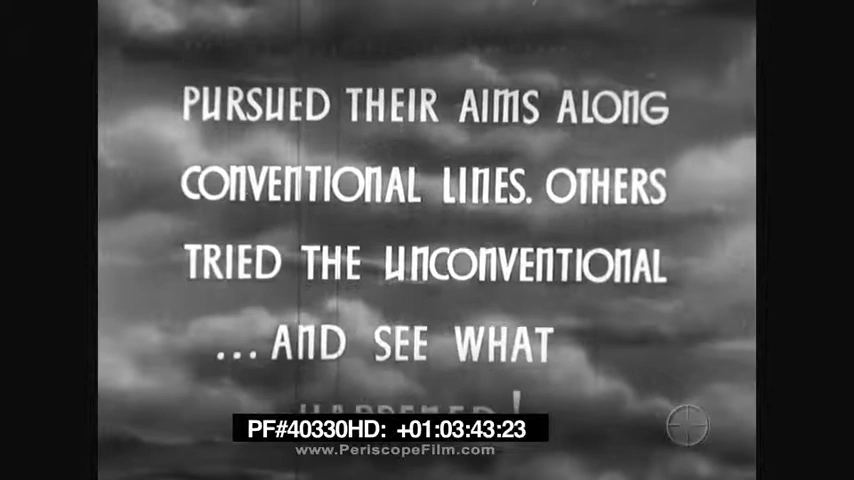 PURSUED THEIR AIMS ALONG
CONVENTIONAL LINES. OTHERS
TRIED THE UNCONVENTIONAL
...AND SEE WHAT
HAPPENED!
PF#40330HD: +01:03:43:23
www.PeriscopeFilm.com